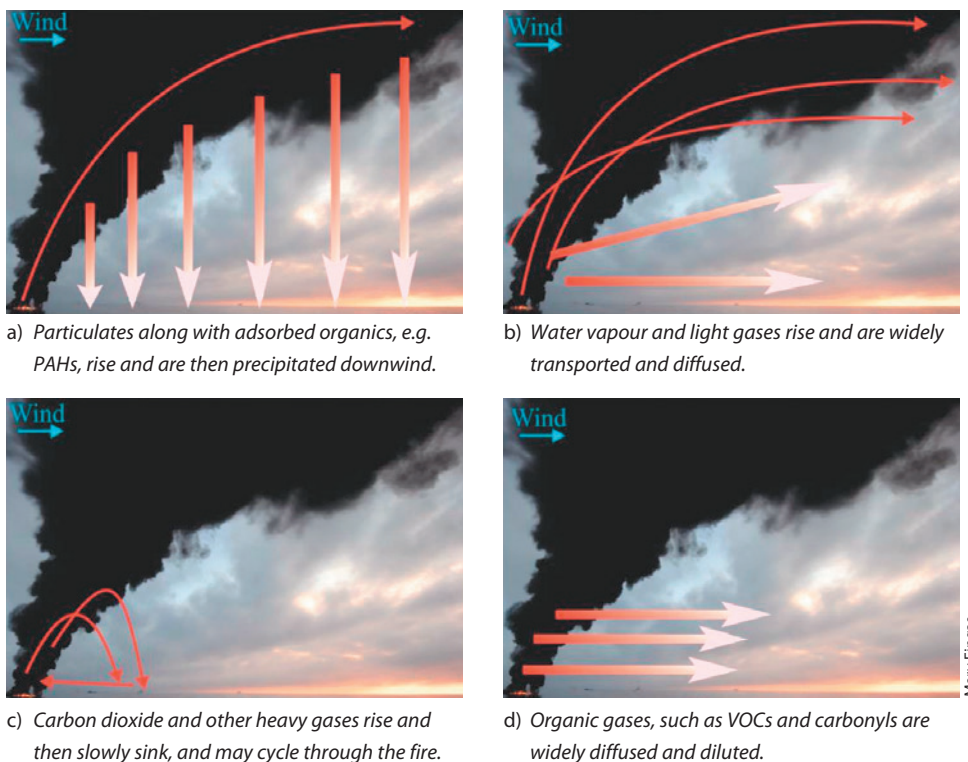 Wind
Wind
a) Particulates along with adsorbed organics, e.g.
PAHs, rise and are then precipitated downwind.
b) Water vapour and light gases rise and are widely
transported and diffused.
Wind
Wind
c) Carbon dioxide and other heavy gases rise and
then slowly sink, and may cycle through the fire.
d) Organic gases, such as VOCs and carbonyls are
widely diffused and diluted.